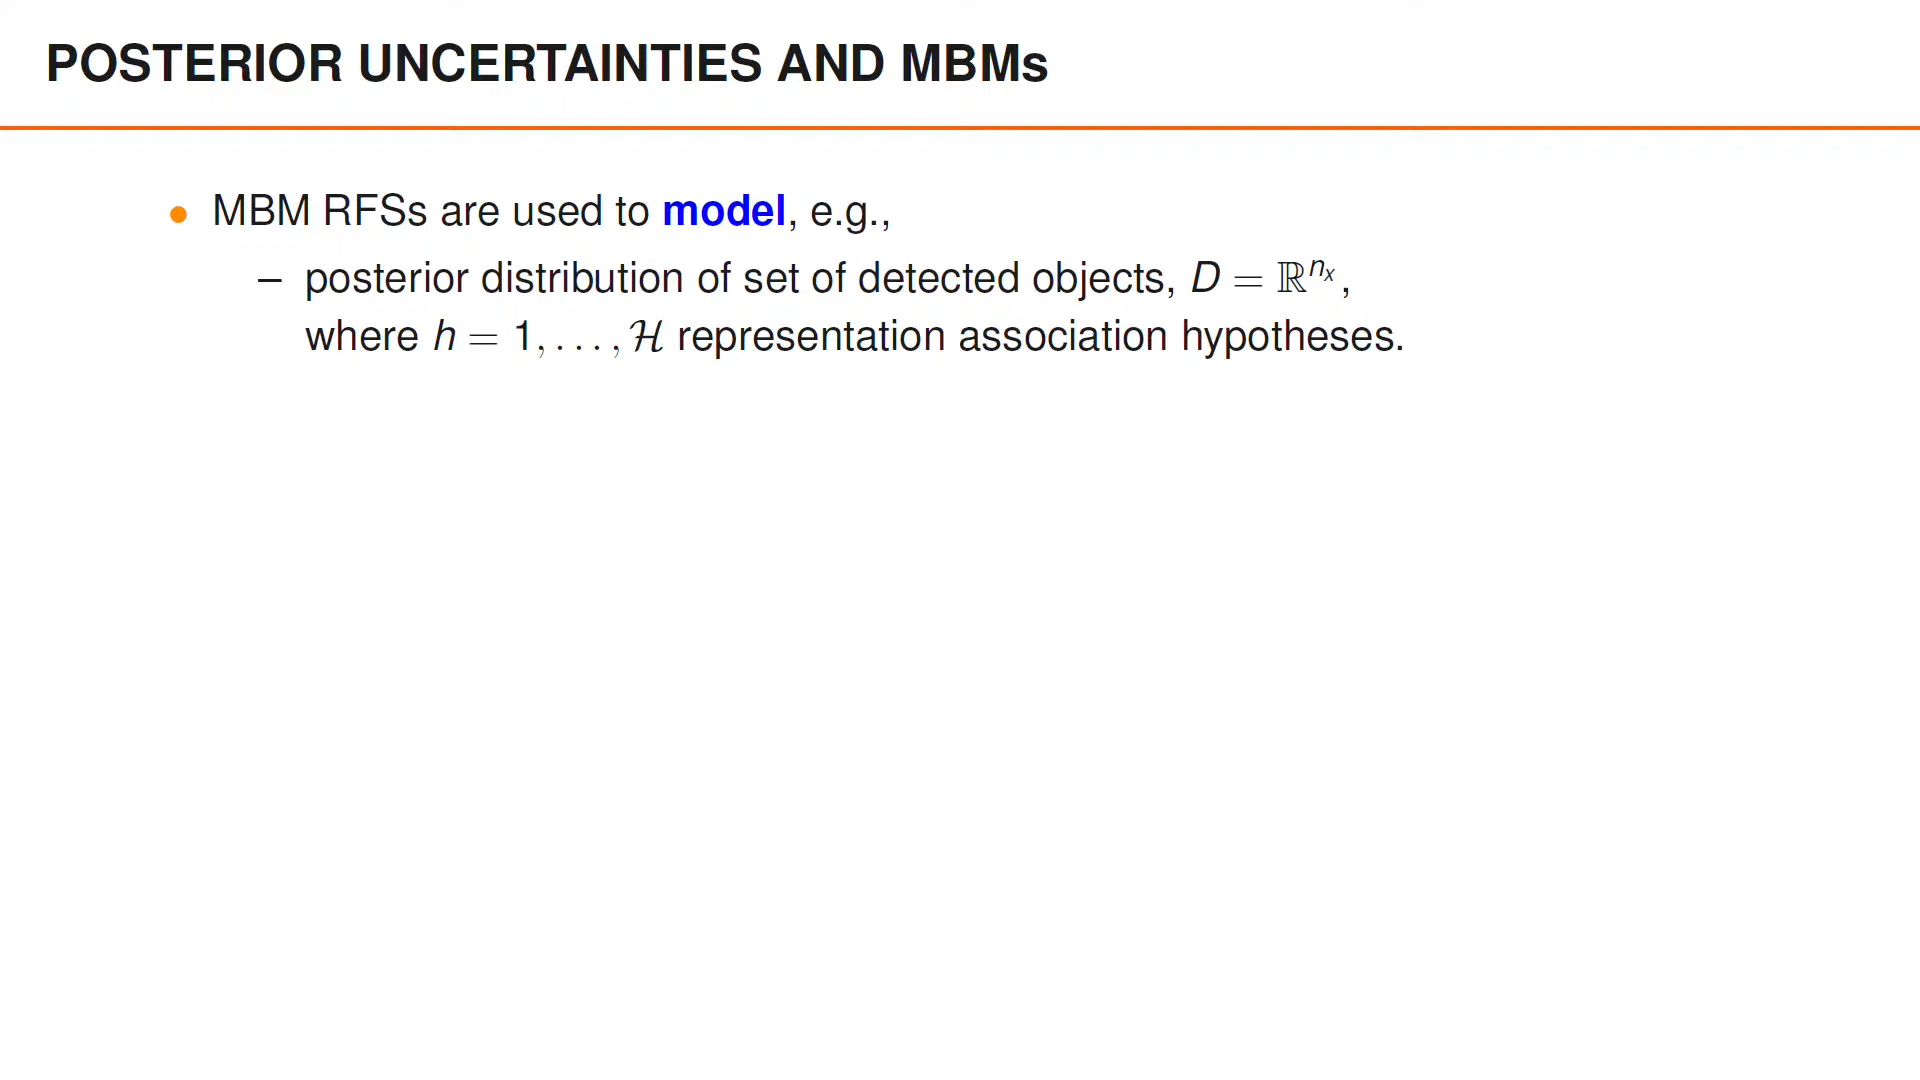 POSTERIOR UNCERTAINTIES AND MBMs
• MBM RFSs are used to model, e.g.,
– posterior distribution of set of detected objects, D = ℝ^{n_x},
where h = 1, . . . , ℋ representation association hypotheses.